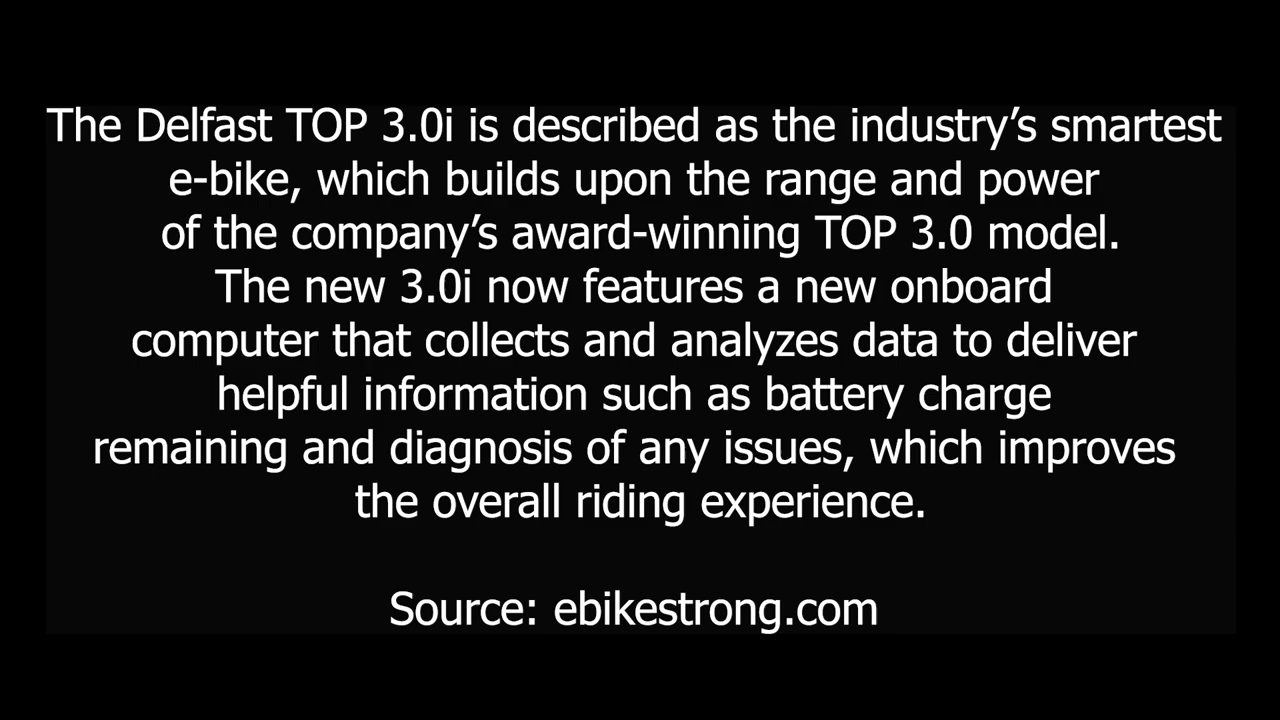 The Delfast TOP 3.0i is described as the industry’s smartest
e-bike, which builds upon the range and power
of the company’s award-winning TOP 3.0 model.
The new 3.0i now features a new onboard
computer that collects and analyzes data to deliver
helpful information such as battery charge
remaining and diagnosis of any issues, which improves
the overall riding experience.
Source: ebikestrong.com